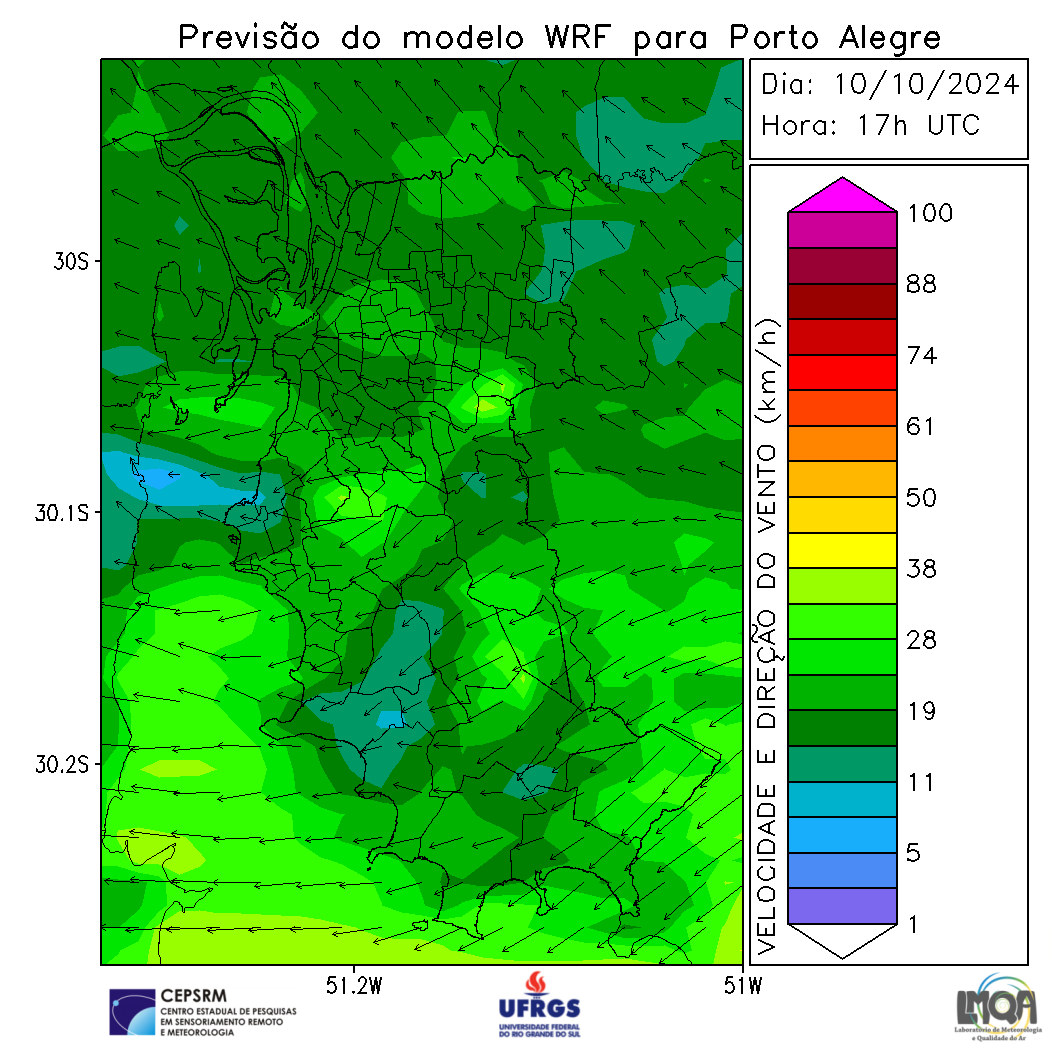 Previsão do modelo WRF para Porto Alegre
Dia: 10/10/2024
Hora: 17h UTC
30S
30.1S
30.2S
51.2W
51W
VELOCIDADE E DIREÇÃO DO VENTO (km/h)
100
88
74
61
50
38
28
19
11
5
1
CEPSRM
CENTRO ESTADUAL DE PESQUISAS
EM SENSORIAMENTO REMOTO
E METEOROLOGIA
UFRGS
UNIVERSIDADE FEDERAL
DO RIO GRANDE DO SUL
LMQA
Laboratório de Meteorologia
e Qualidade do Ar